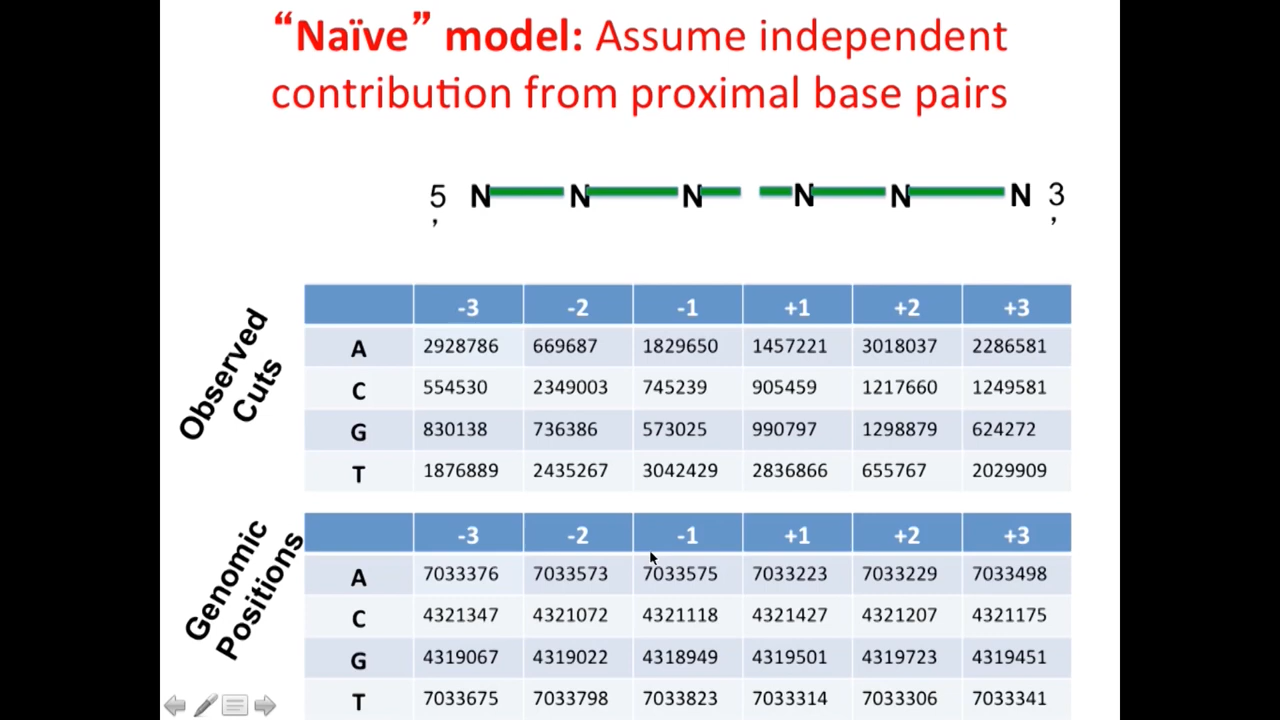 “Naïve” model: Assume independent
contribution from proximal base pairs
5’ N N N N N N 3’
Observed Cuts
-3 -2 -1 +1 +2 +3
A 2928786 669687 1829650 1457221 3018037 2286581
C 554530 2349003 745239 905459 1217660 1249581
G 830138 736386 573025 990797 1298879 624272
T 1876889 2435267 3042429 2836866 655767 2029909
Genomic Positions
-3 -2 -1 +1 +2 +3
A 7033376 7033573 7033575 7033223 7033229 7033498
C 4321347 4321072 4321118 4321427 4321207 4321175
G 4319067 4319022 4318949 4319501 4319723 4319451
T 7033675 7033798 7033823 7033314 7033306 7033341